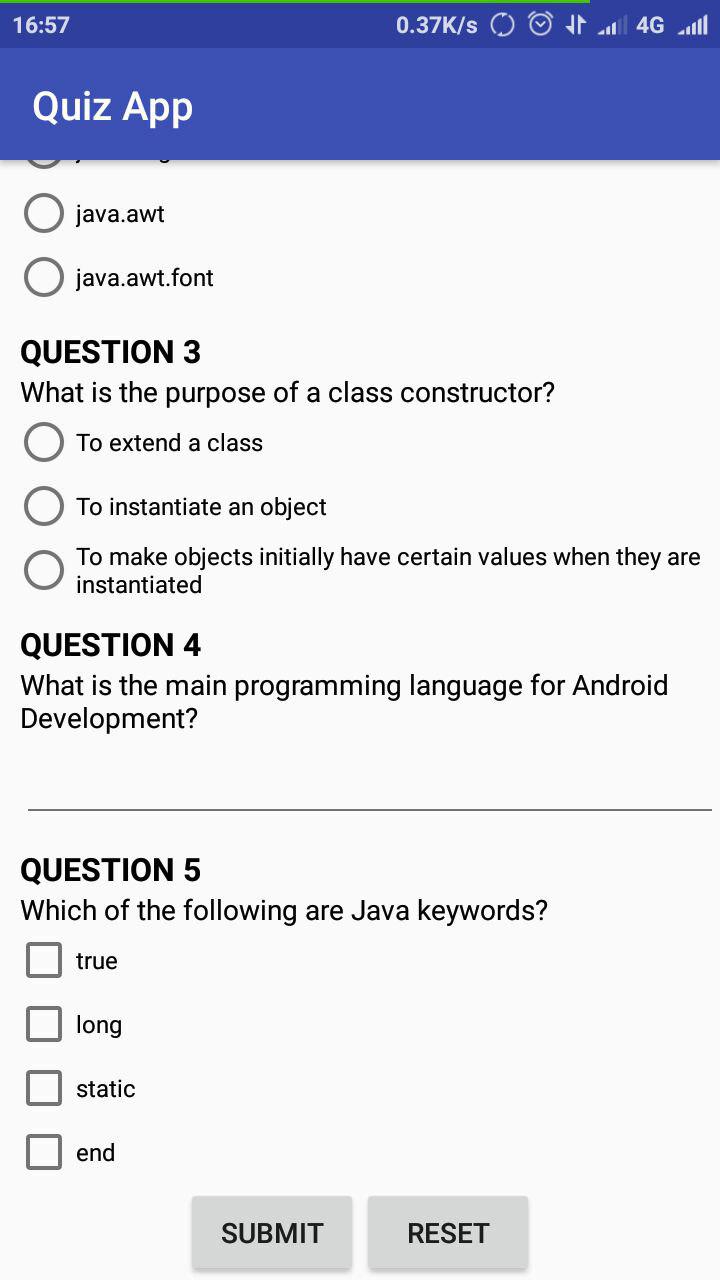 16:57 0.37K/s 4G
Quiz App
java.awt
java.awt.font
QUESTION 3
What is the purpose of a class constructor?
To extend a class
To instantiate an object
To make objects initially have certain values when they are
instantiated
QUESTION 4
What is the main programming language for Android
Development?
QUESTION 5
Which of the following are Java keywords?
true
long
static
end
SUBMIT RESET